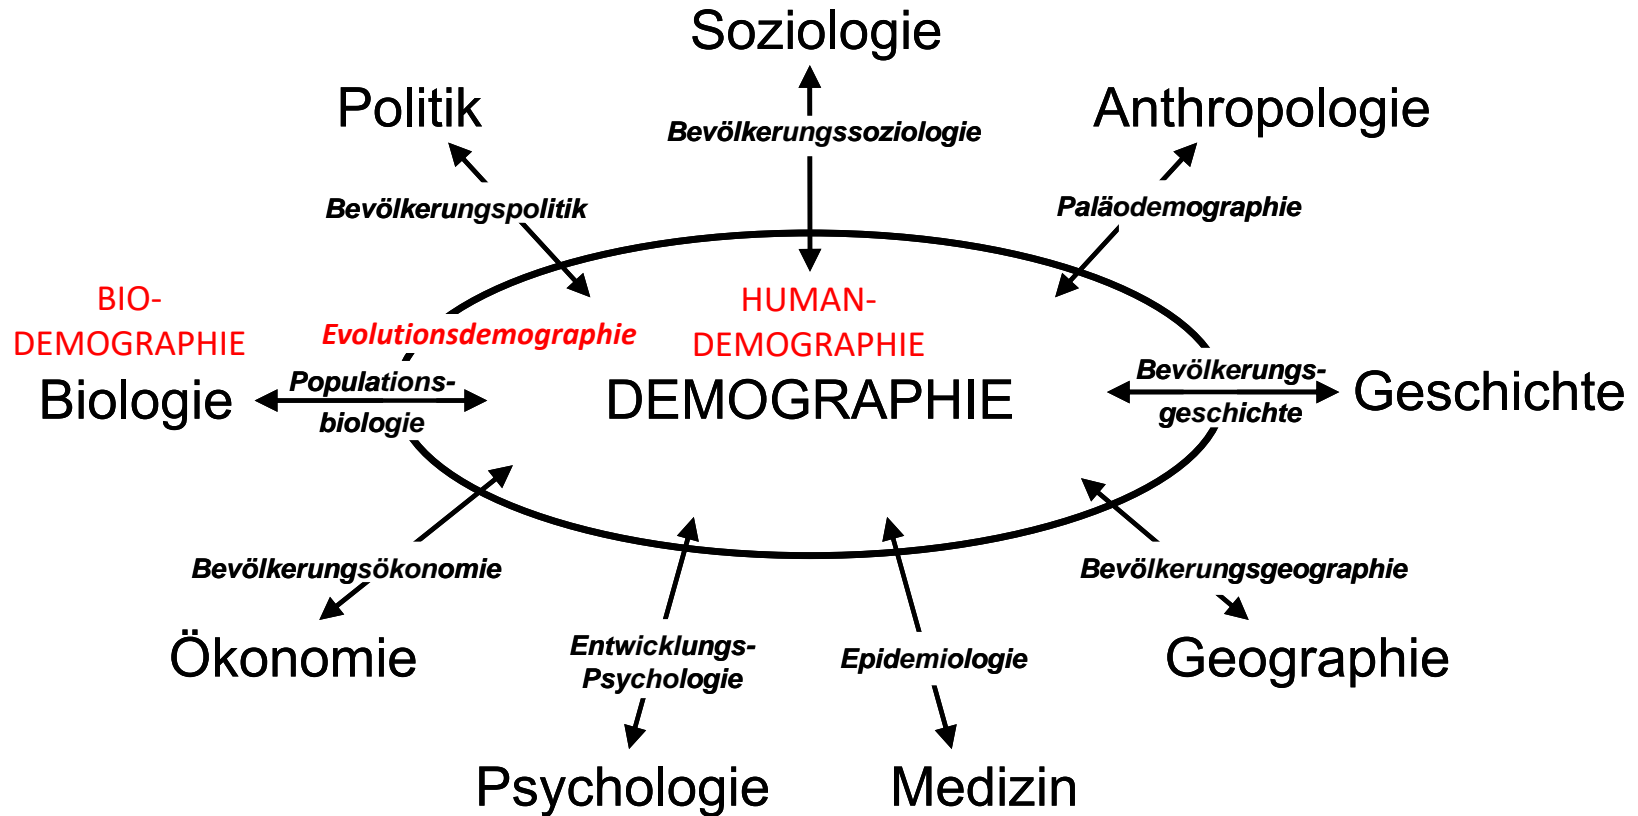 Soziologie
Politik
Anthropologie
Bevölkerungssoziologie
Bevölkerungspolitik
Paläodemographie
BIO-
DEMOGRAPHIE
Evolutionsdemographie
HUMAN-
DEMOGRAPHIE
Biologie
Populations-
biologie
DEMOGRAPHIE
Bevölkerungs-
geschichte
Geschichte
Bevölkerungsökonomie
Bevölkerungsgeographie
Ökonomie
Entwicklungs-
Psychologie
Epidemiologie
Geographie
Psychologie
Medizin